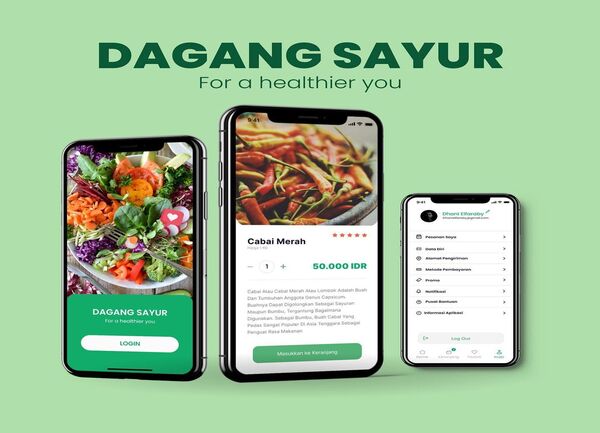 DAGANG SAYUR
For a healthier you
DAGANG SAYUR
For a healthier you
LOGIN
9:41
Cabai Merah
1
50.000 IDR
Cabai Atau Cabai Merah Atau Lombok Adalah Buah
Dan Tumbuhan Anggota Genus Capsicum.
Buahnya Dapat Digolongkan Sebagai Sayuran
Maupun Bumbu, Tergantung Bagaimana
Digunakan. Sebagai Bumbu, Buah Cabai Yang
Pedas Sangat Populer Di Asia Tenggara Sebagai
Penguat Rasa Makanan
Masukkan ke Keranjang
9:41
Dhani Elfaraby
Pesanan Saya
Data Diri
Alamat Pengiriman
Metode Pembayaran
Promo
Notifikasi
Pusat Bantuan
Informasi Aplikasi
Log Out